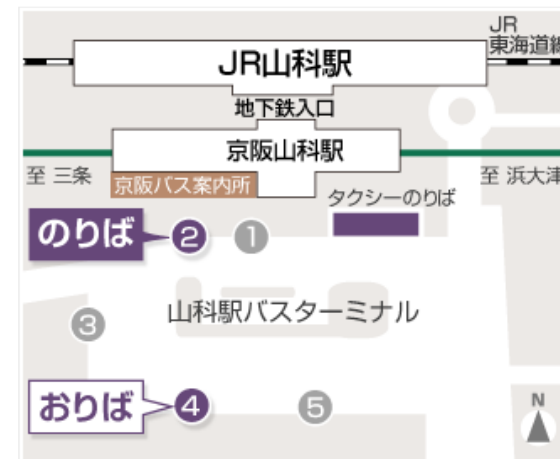 JR
東海道線
JR山科駅
地下鉄入口
京阪山科駅
至 三条
京阪バス案内所
至 浜大津
タクシーのりば
のりば
2
1
山科駅バスターミナル
3
おりば
4
5
N